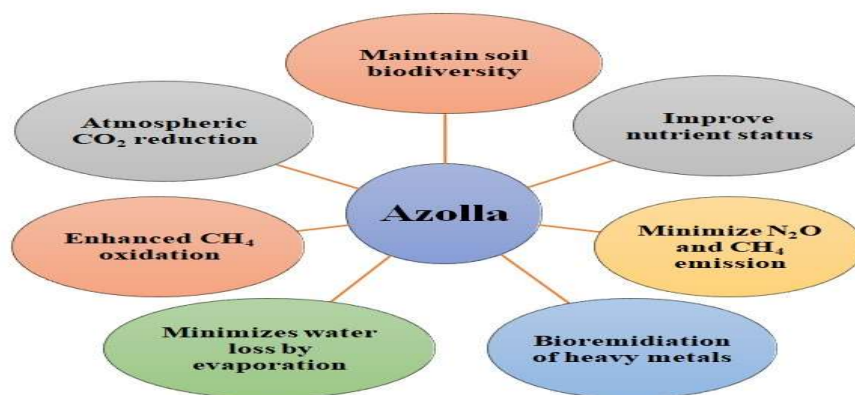 Maintain soil
biodiversity
Atmospheric
CO₂ reduction
Improve
nutrient status
Azolla
Enhanced CH₄
oxidation
Minimize N₂O
and CH₄
emission
Minimizes water
loss by
evaporation
Bioremidiation
of heavy metals